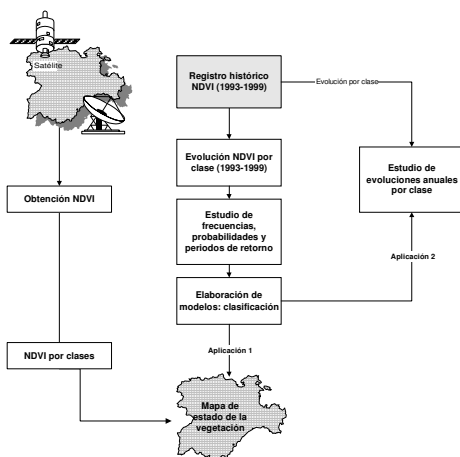 Satélite
Obtención NDVI
NDVI por clases
Registro histórico
NDVI (1993-1999)
Evolución por clase
Evolución NDVI por
clase (1993-1999)
Estudio de
frecuencias,
probabilidades y
periodos de retorno
Elaboración de
modelos: clasificación
Estudio de
evoluciones anuales
por clase
Aplicación 2
Aplicación 1
Mapa de
estado de la
vegetación